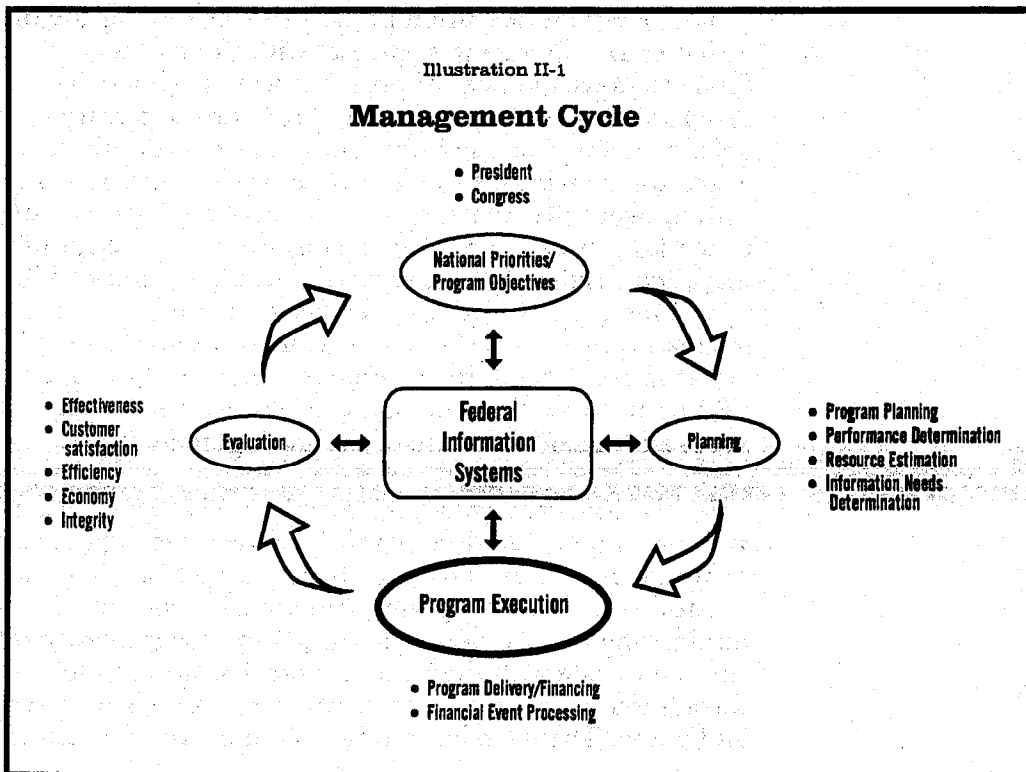 Illustration II-1
Management Cycle
• President
• Congress
National Priorities/
Program Objectives
• Effectiveness
• Customer
satisfaction
• Efficiency
• Economy
• Integrity
Evaluation
Federal
Information
Systems
Planning
• Program Planning
• Performance Determination
• Resource Estimation
• Information Needs
Determination
Program Execution
• Program Delivery/Financing
• Financial Event Processing